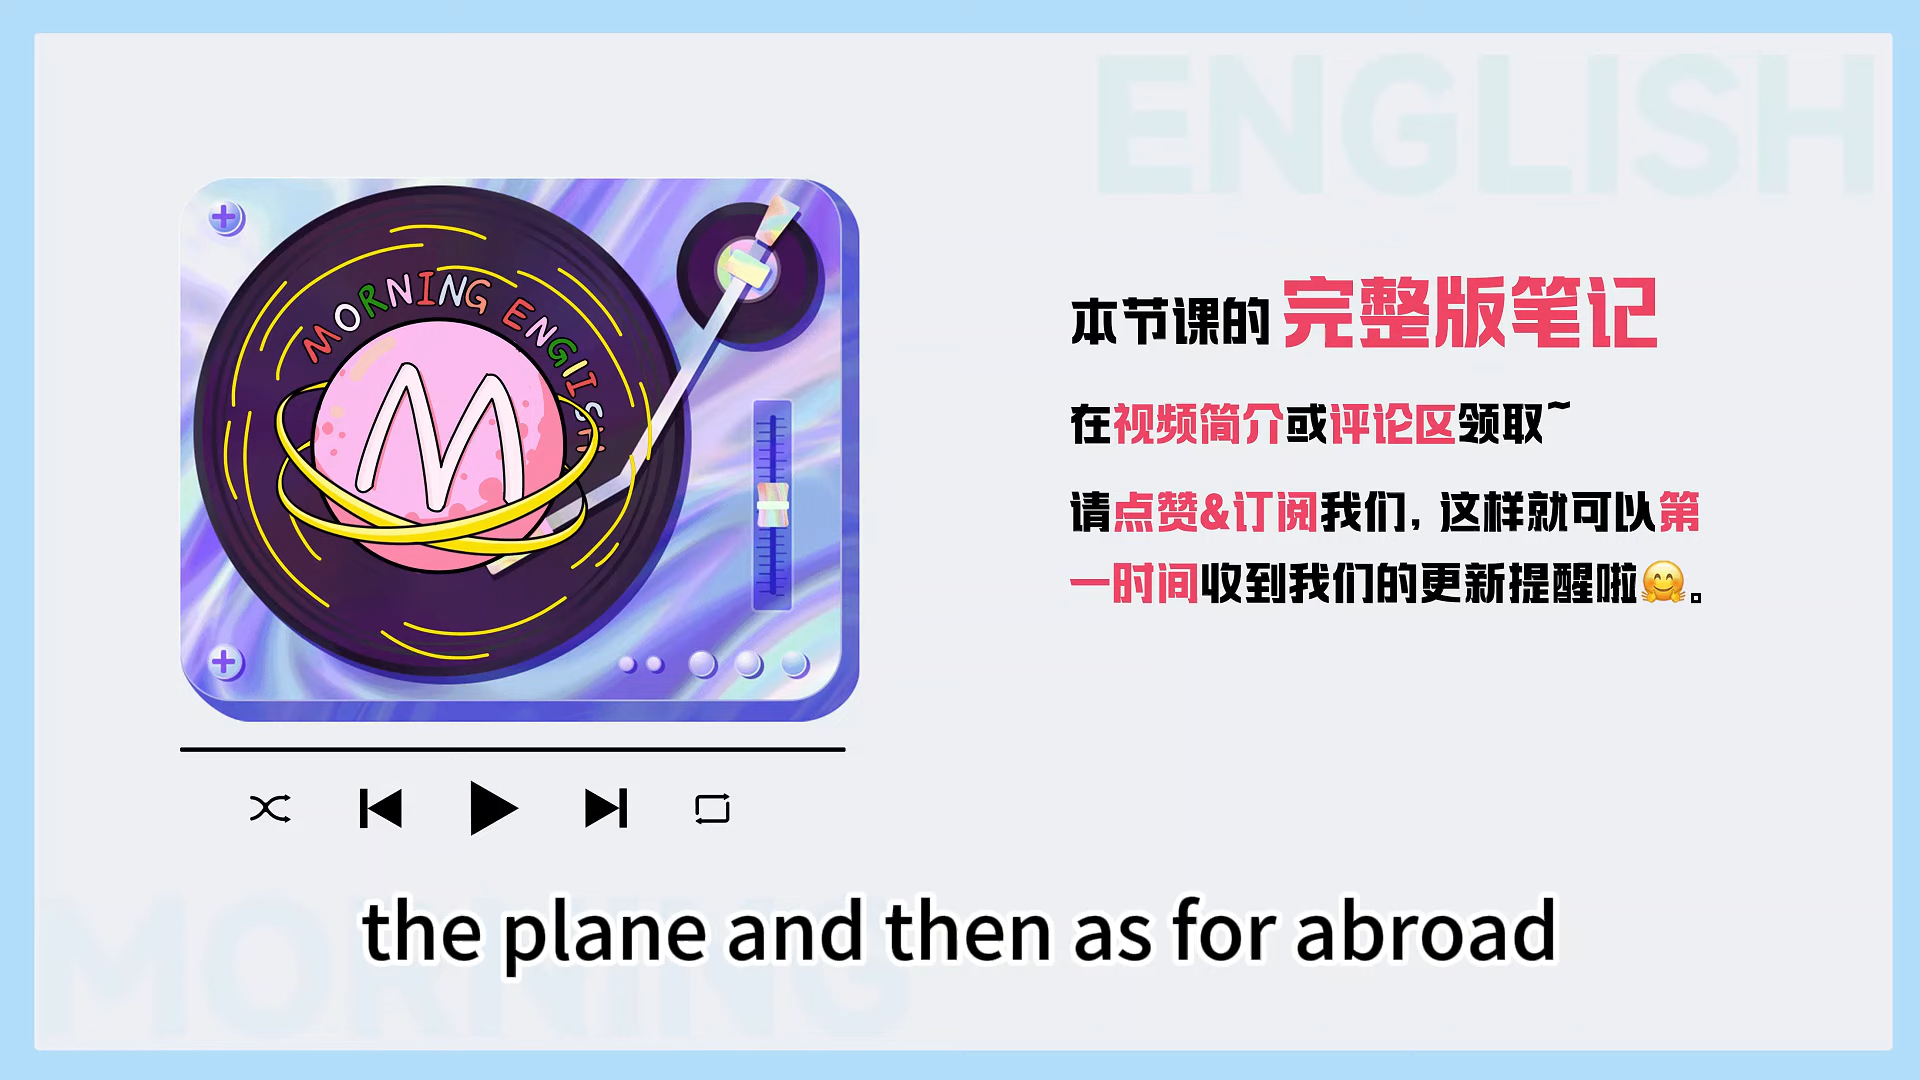 ENGLISH
MORNING ENGLISH
M
本节课的 完整版笔记
在视频简介或评论区领取~
请点赞&订阅我们，这样就可以第
一时间收到我们的更新提醒啦🤗。
MORNING
the plane and then as for abroad